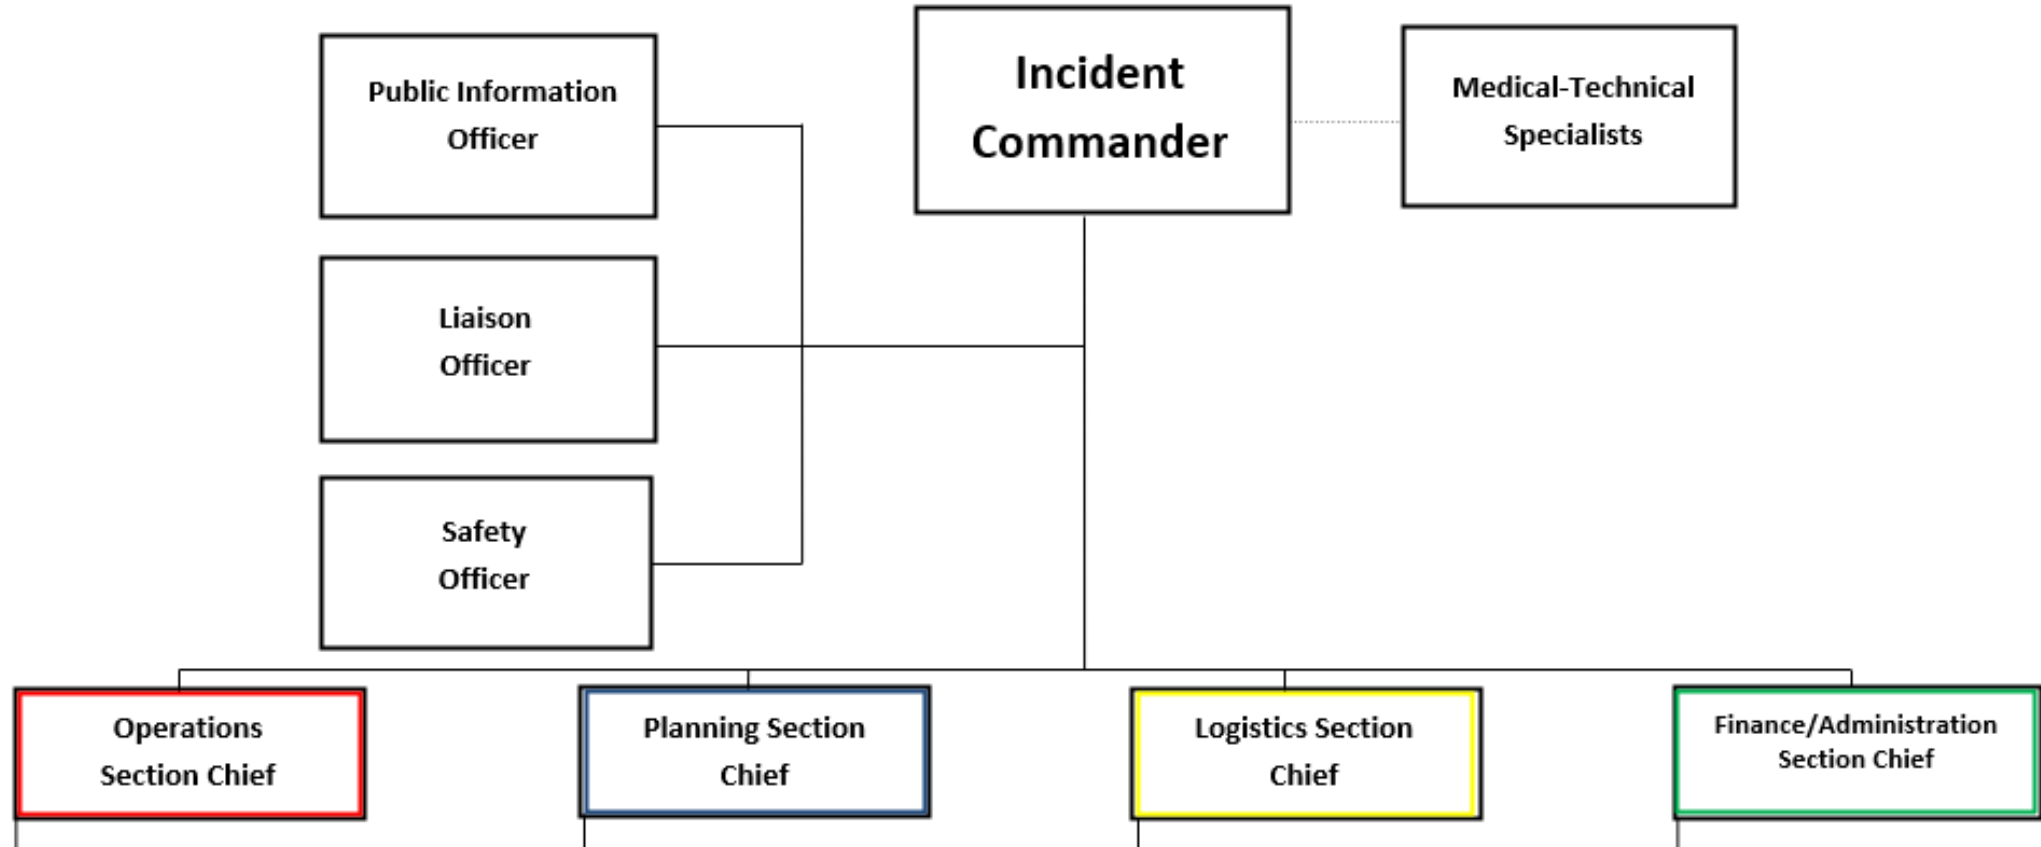 Public Information
Officer
Incident
Commander
Medical-Technical
Specialists
Liaison
Officer
Safety
Officer
Operations
Section Chief
Planning Section
Chief
Logistics Section
Chief
Finance/Administration
Section Chief